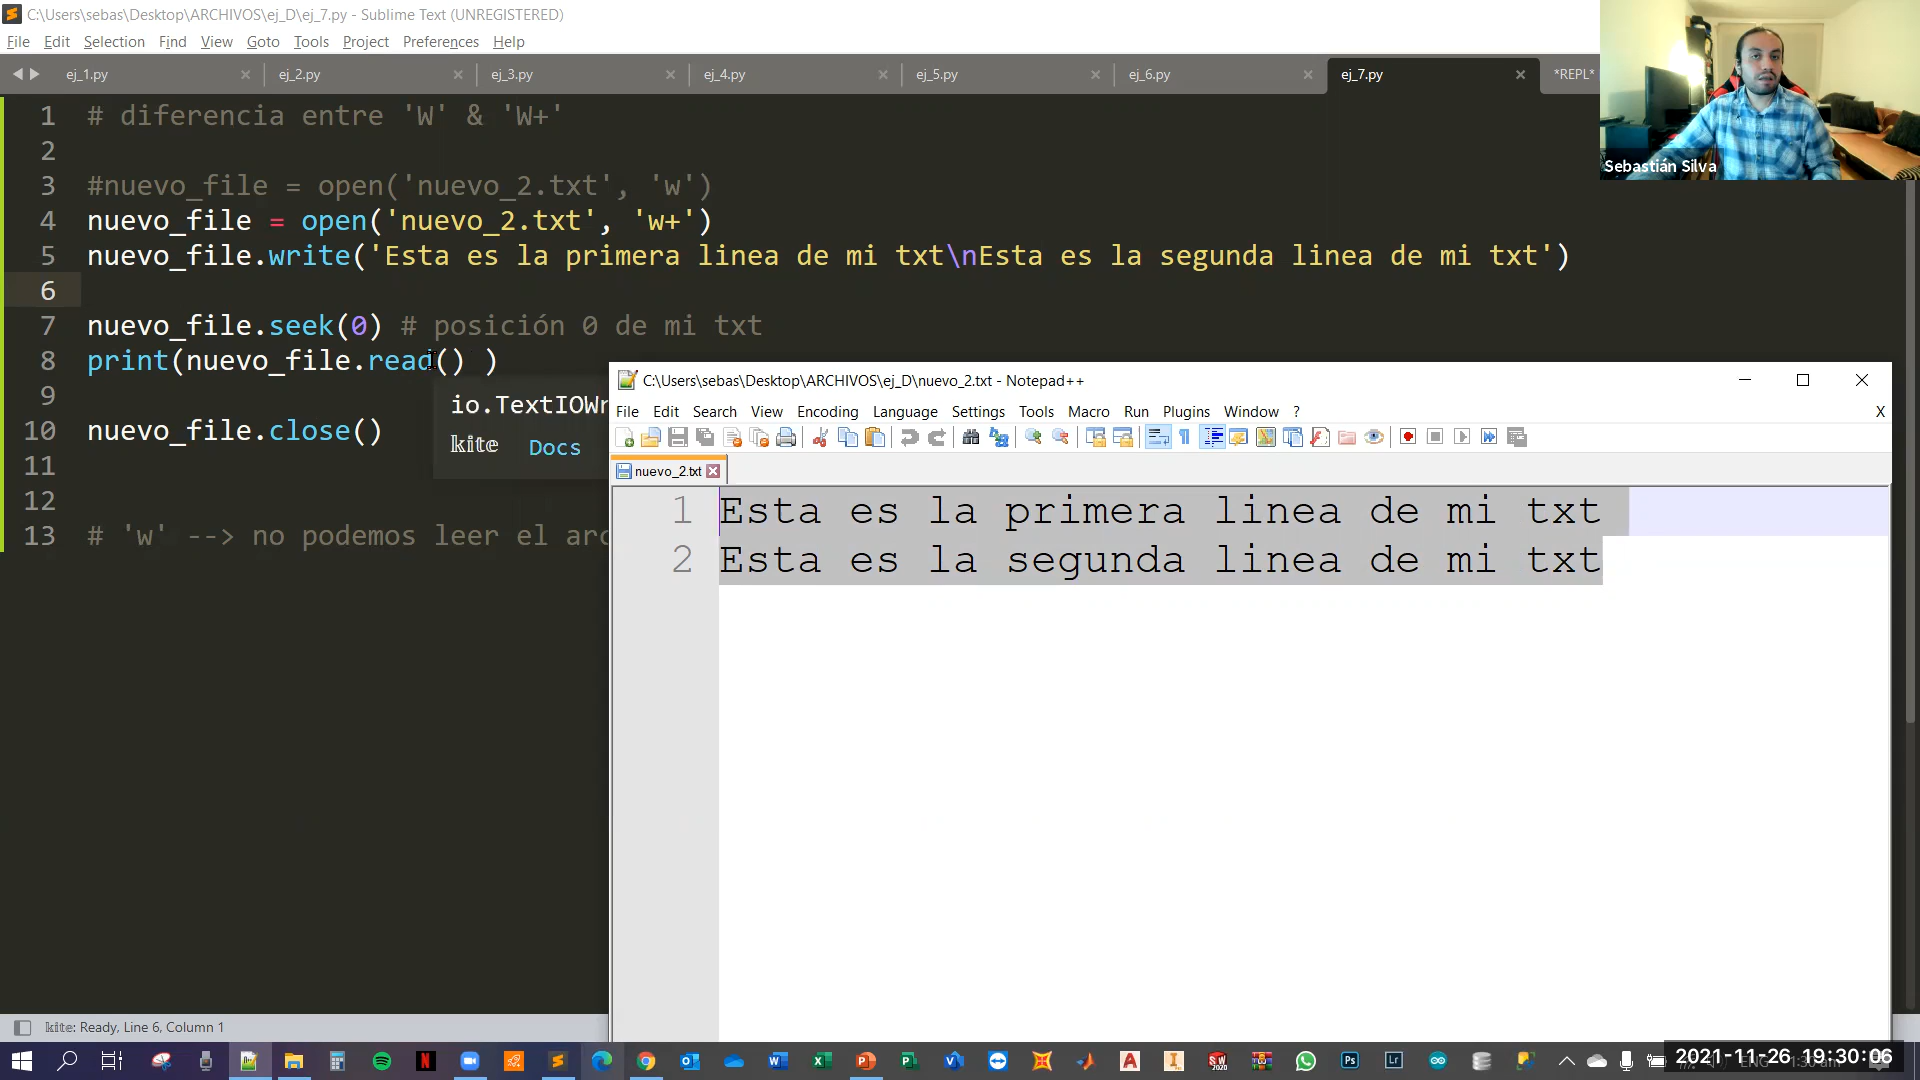 C:\Users\sebas\Desktop\ARCHIVOS\ej_D\ej_7.py - Sublime Text (UNREGISTERED)
File Edit Selection Find View Goto Tools Project Preferences Help
ej_1.py ej_2.py ej_3.py ej_4.py ej_5.py ej_6.py ej_7.py *REPL*
Sebastián Silva
1 # diferencia entre 'W' & 'W+'
2
3 #nuevo_file = open('nuevo_2.txt', 'w')
4 nuevo_file = open('nuevo_2.txt', 'w+')
5 nuevo_file.write('Esta es la primera linea de mi txt\nEsta es la segunda linea de mi txt')
6
7 nuevo_file.seek(0) # posición 0 de mi txt
8 print(nuevo_file.read() )
9
10 nuevo_file.close()
11
12
13 # 'w' --> no podemos leer el arc
io.TextIOWr
kite Docs
C:\Users\sebas\Desktop\ARCHIVOS\ej_D\nuevo_2.txt - Notepad++
File Edit Search View Encoding Language Settings Tools Macro Run Plugins Window ? X
nuevo_2.txt
1 Esta es la primera linea de mi txt
2 Esta es la segunda linea de mi txt
kite: Ready, Line 6, Column 1
2021-11-26 19:30:06